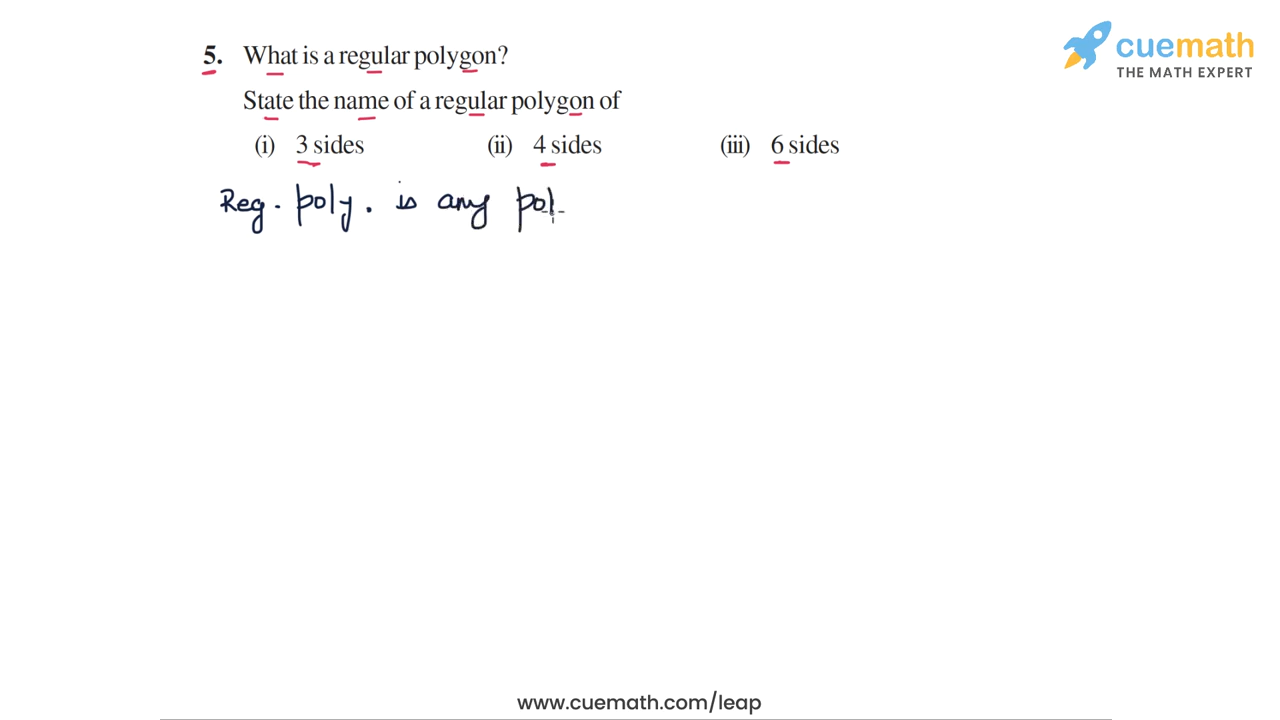 5. What is a regular polygon?
State the name of a regular polygon of
(i) 3 sides (ii) 4 sides (iii) 6 sides
Reg. poly. is any pol
cuemath
THE MATH EXPERT
www.cuemath.com/leap